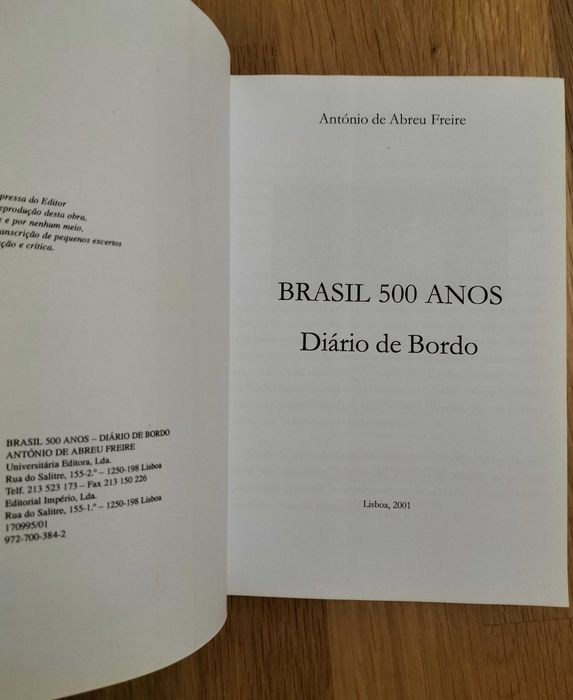 pressa do Editor
eprodução desta obra,
e por nenhum meio,
anscrição de pequenos excertos
ção e crítica.
BRASIL 500 ANOS – DIÁRIO DE BORDO
ANTÓNIO DE ABREU FREIRE
Universitária Editora, Lda.
Rua do Salitre, 155-2.º – 1250-198 Lisboa
Telf. 213 523 173 – Fax 213 150 226
Editorial Império, Lda.
Rua do Salitre, 155-1.º – 1250-198 Lisboa
170995/01
972-700-384-2
António de Abreu Freire
BRASIL 500 ANOS
Diário de Bordo
Lisboa, 2001